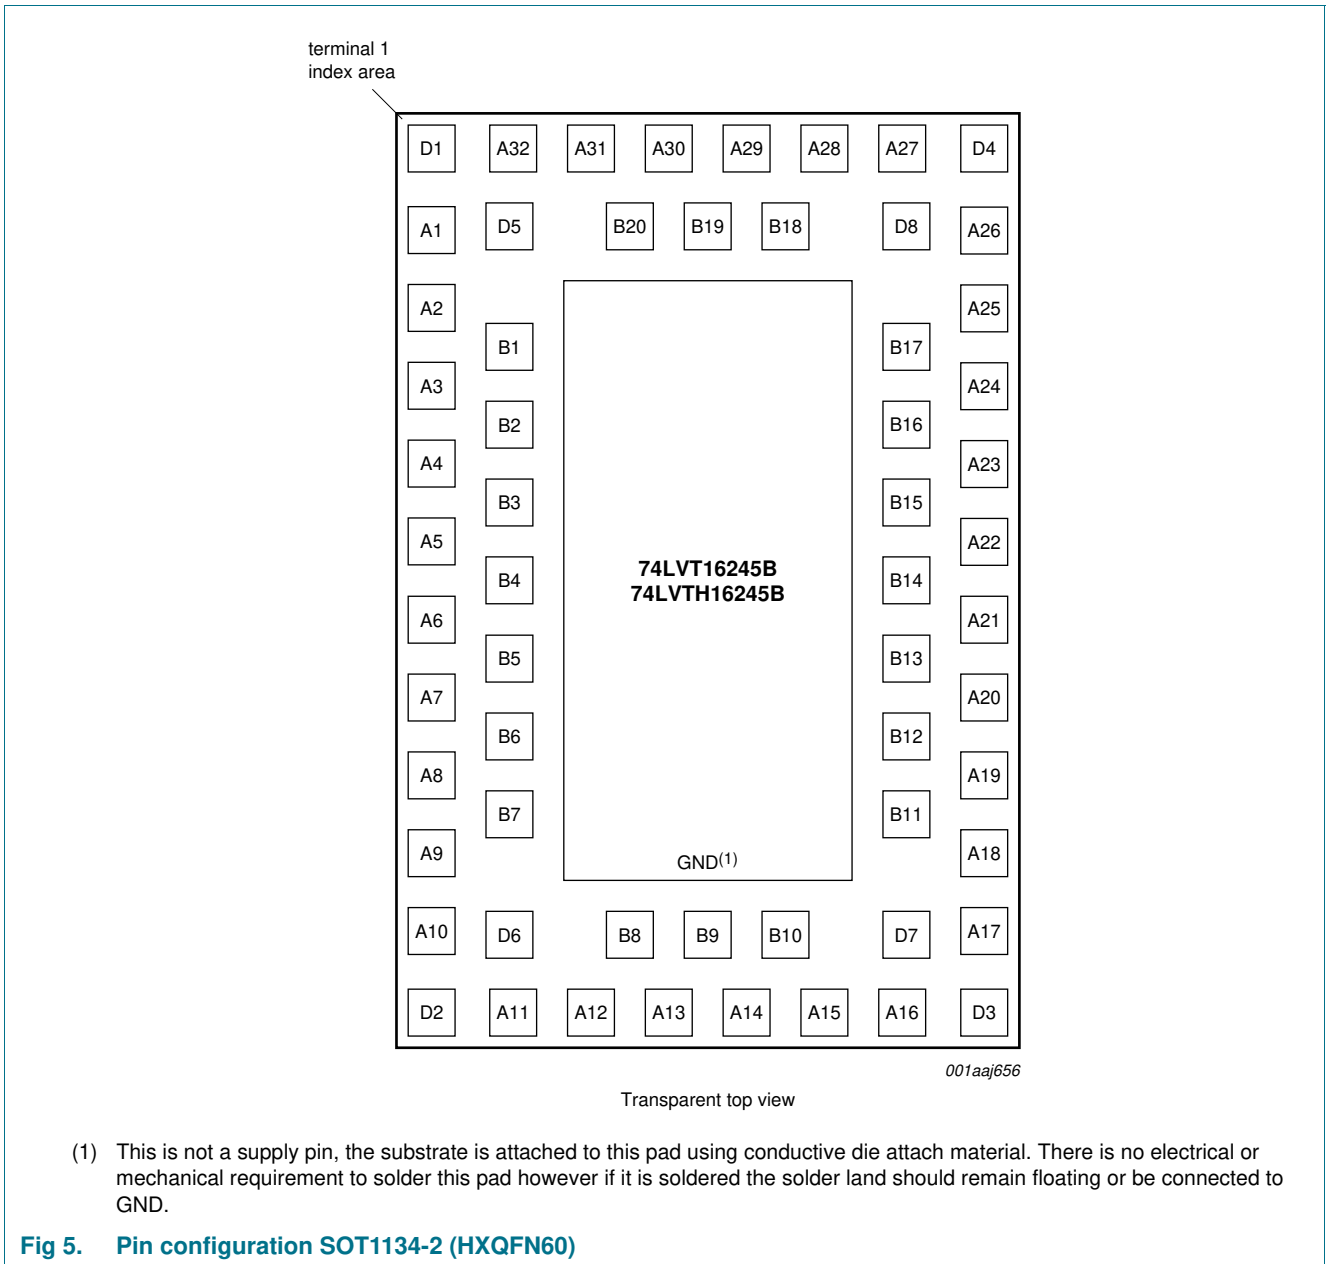 terminal 1
index area
D1 A32 A31 A30 A29 A28 A27 D4
A1 D5 B20 B19 B18 D8 A26
A2 A25
B1 B17
A3 A24
B2 B16
A4 A23
B3 B15
A5 A22
74LVT16245B
B4 B14
74LVTH16245B
A6 A21
B5 B13
A7 A20
B6 B12
A8 A19
B7 B11
A9 A18
GND(1)
A10 D6 B8 B9 B10 D7 A17
D2 A11 A12 A13 A14 A15 A16 D3
001aaj656
Transparent top view
(1) This is not a supply pin, the substrate is attached to this pad using conductive die attach material. There is no electrical or
mechanical requirement to solder this pad however if it is soldered the solder land should remain floating or be connected to
GND.
Fig 5. Pin configuration SOT1134-2 (HXQFN60)